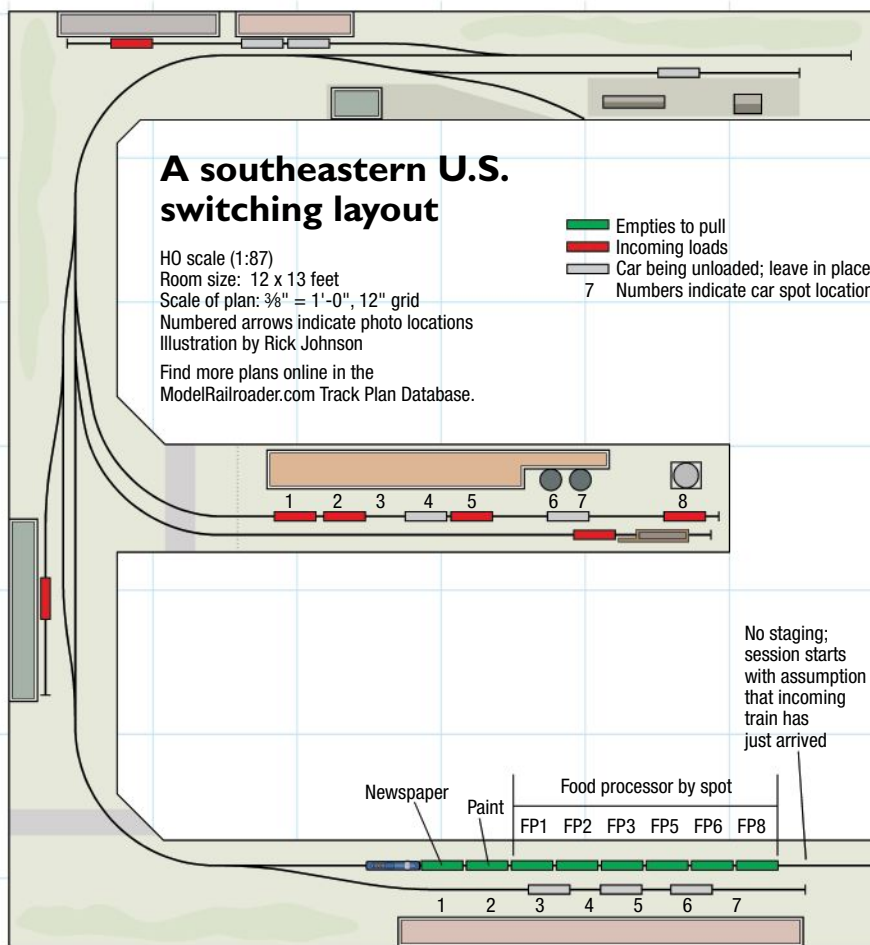 A southeastern U.S.
switching layout
HO scale (1:87)
Room size: 12 x 13 feet
Scale of plan: ⅜" = 1'-0", 12" grid
Numbered arrows indicate photo locations
Illustration by Rick Johnson
Find more plans online in the
ModelRailroader.com Track Plan Database.
Empties to pull
Incoming loads
Car being unloaded; leave in place
7 Numbers indicate car spot location
1 2 3 4 5 6 7 8
No staging;
session starts
with assumption
that incoming
train has
just arrived
Newspaper
Paint
Food processor by spot
FP1 FP2 FP3 FP5 FP6 FP8
1 2 3 4 5 6 7